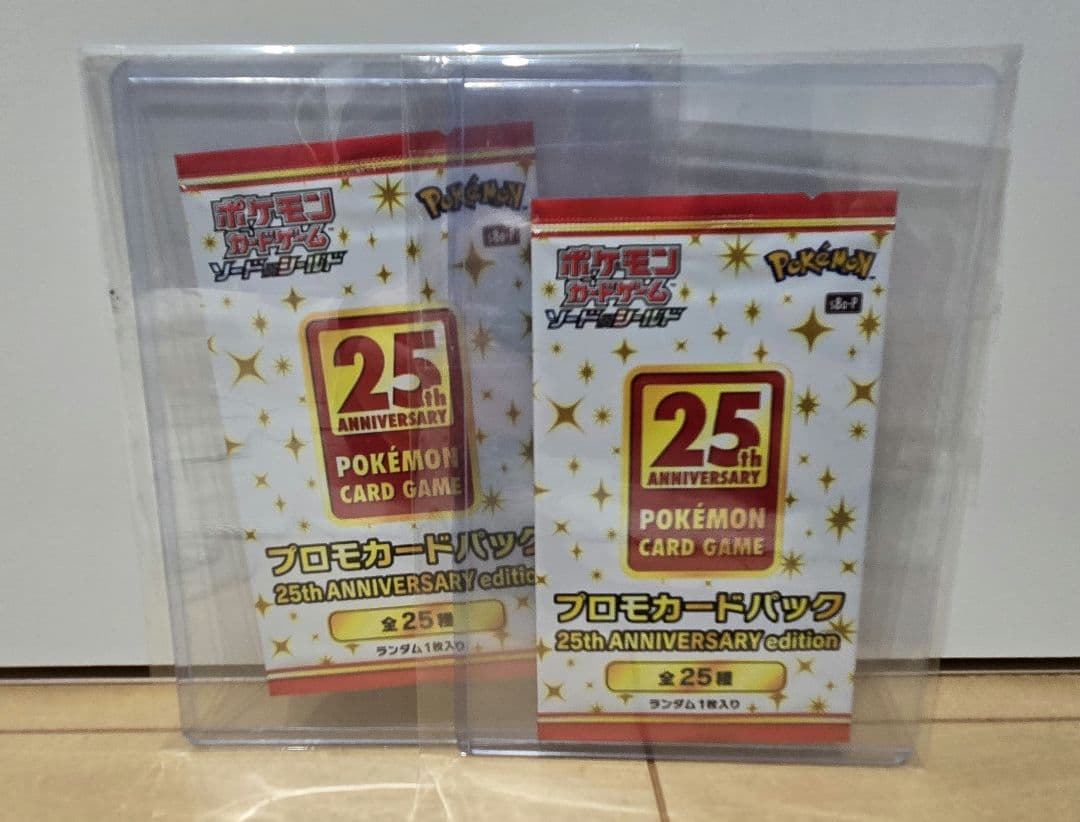 ポケモン
カードゲーム
ソード&シールド
POKÉMON
25th
ANNIVERSARY
POKÉMON
CARD GAME
プロモカードパック
25th ANNIVERSARY editio
全25種
ランダム1枚入り
ポケモン
カードゲーム
ソード&シールド
POKÉMON
s8a-P
25th
ANNIVERSARY
POKÉMON
CARD GAME
プロモカードパック
25th ANNIVERSARY edition
全25種
ランダム1枚入り